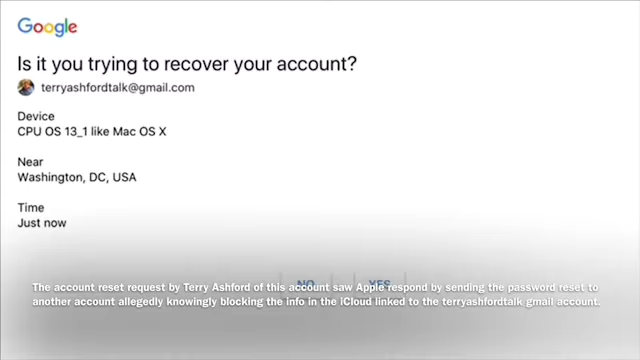 Google
Is it you trying to recover your account?
terryashfordtalk@gmail.com
Device
CPU OS 13_1 like Mac OS X
Near
Washington, DC, USA
Time
Just now
NO YES
The account reset request by Terry Ashford of this account saw Apple respond by sending the password reset to
another account allegedly knowingly blocking the info in the iCloud linked to the terryashfordtalk gmail account.